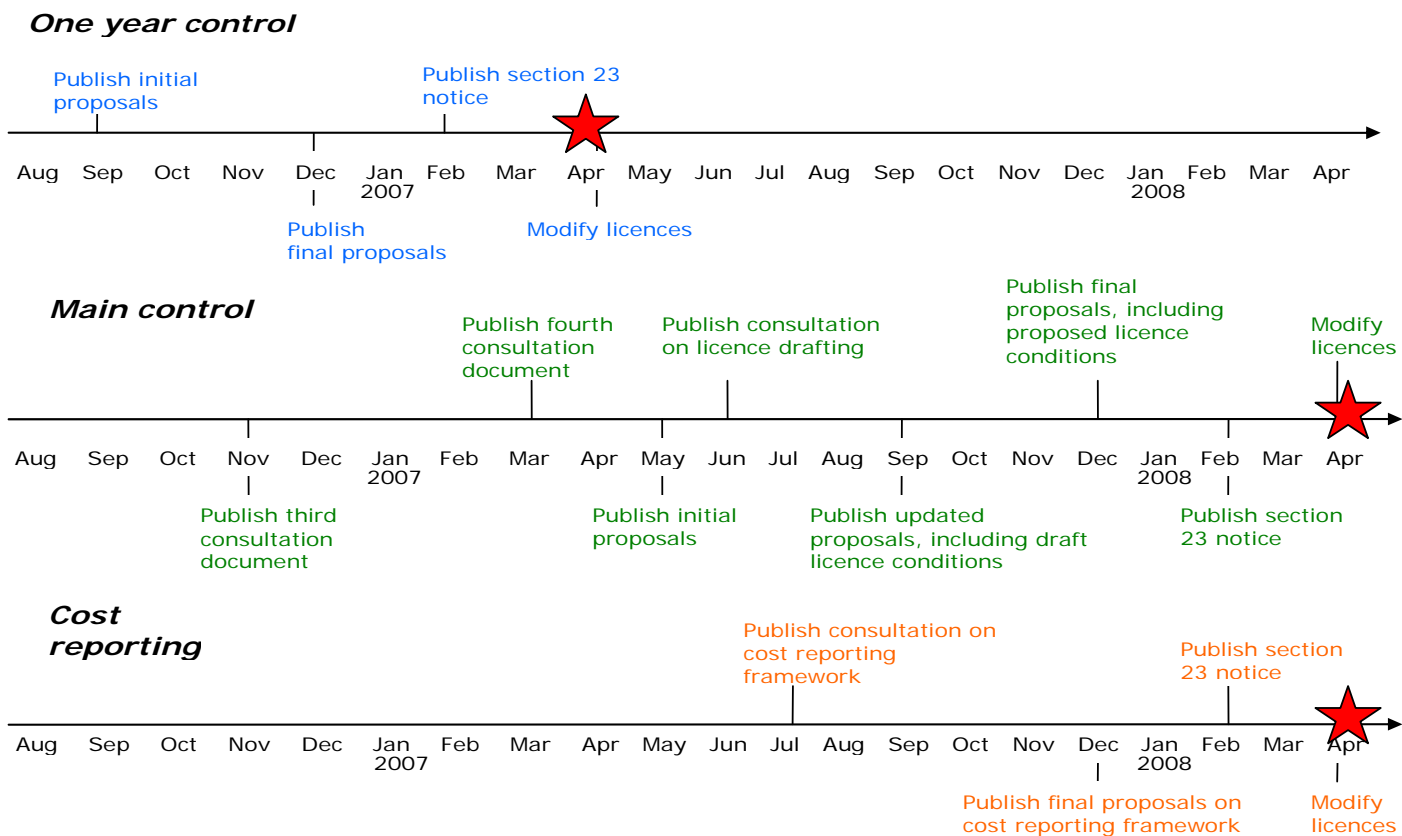 One year control
Publish initial
proposals
Publish section 23
notice
Aug Sep Oct Nov Dec Jan Feb Mar Apr May Jun Jul Aug Sep Oct Nov Dec Jan Feb Mar Apr
2007 2008
Publish
final proposals
Modify licences
Main control
Publish fourth
consultation
document
Publish consultation
on licence drafting
Publish final
proposals, including
proposed licence
conditions
Modify
licences
Aug Sep Oct Nov Dec Jan Feb Mar Apr May Jun Jul Aug Sep Oct Nov Dec Jan Feb Mar Apr
2007 2008
Publish third
consultation
document
Publish initial
proposals
Publish updated
proposals, including draft
licence conditions
Publish section
23 notice
Cost
reporting
Publish consultation on
cost reporting
framework
Publish section
23 notice
Aug Sep Oct Nov Dec Jan Feb Mar Apr May Jun Jul Aug Sep Oct Nov Dec Jan Feb Mar Apr
2007 2008
Publish final proposals on
cost reporting framework
Modify
licences